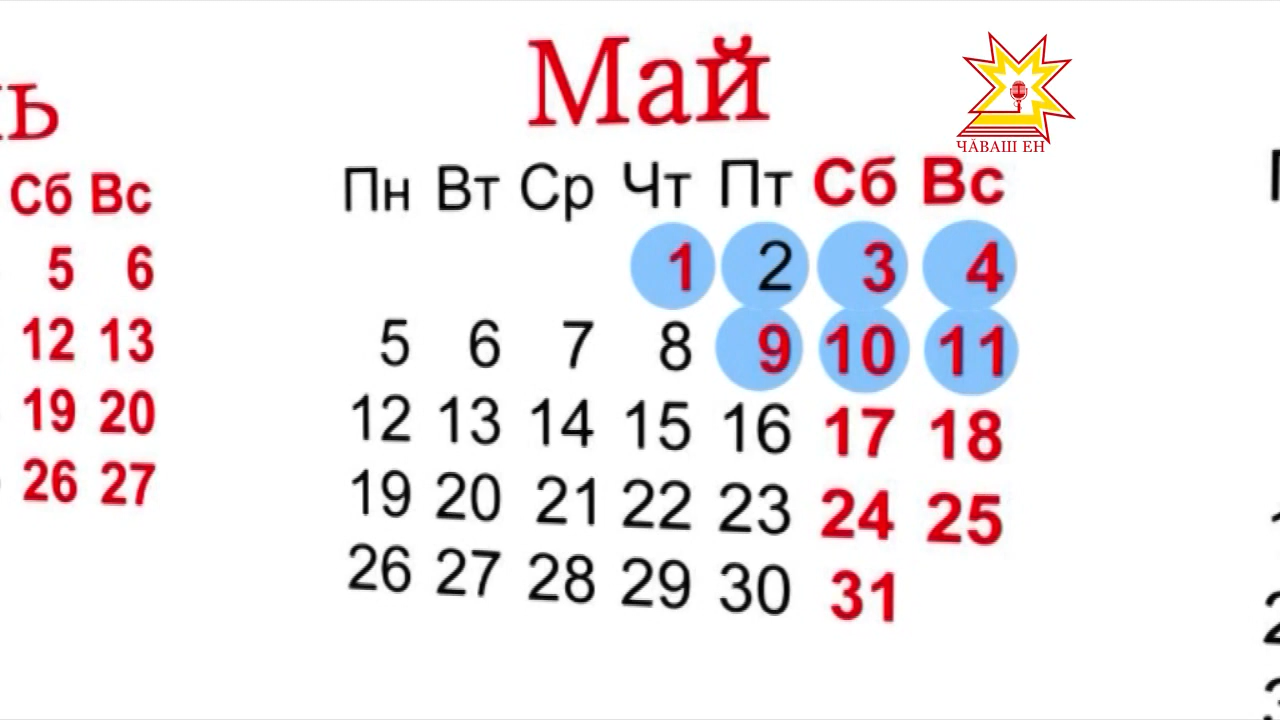 Май
ЧӐВАШ ЕН
ль
Сб Вс
5 6
12 13
19 20
26 27
Пн Вт Ср Чт Пт Сб Вс
1 2 3 4
5 6 7 8 9 10 11
12 13 14 15 16 17 18
19 20 21 22 23 24 25
26 27 28 29 30 31